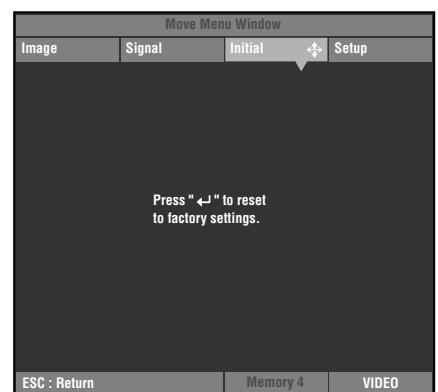 Move Menu Window
Image Signal Initial Setup
Press " ↵ " to reset
to factory settings.
ESC : Return Memory 4 VIDEO